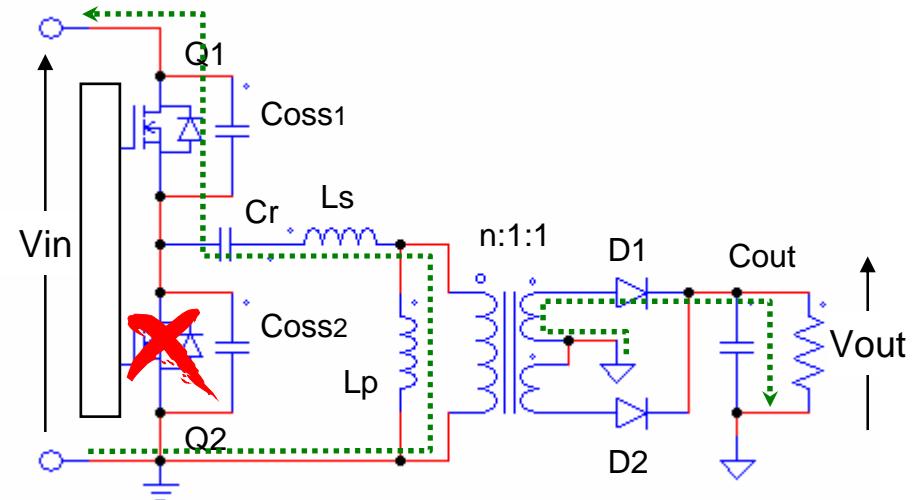 Q1
Coss1
Cr
Ls
Vin
n:1:1
D1
Cout
Coss2
Lp
Vout
Q2
D2